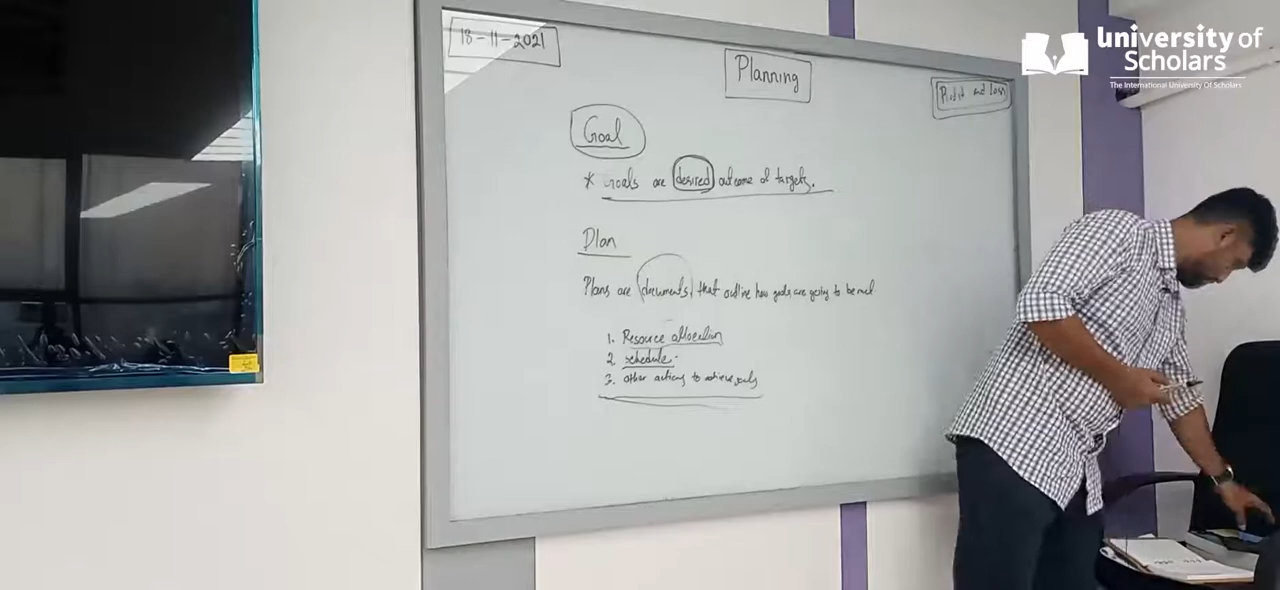 18-11-2021
Planning
Profit and loss
University of
Scholars
The International University Of Scholars
Goal
* Goals are desired outcome of targets.
Plan
Plans are documents that outline how goals are going to be met
1. Resource allocation
2. schedule.
3. other actions to achieve goals